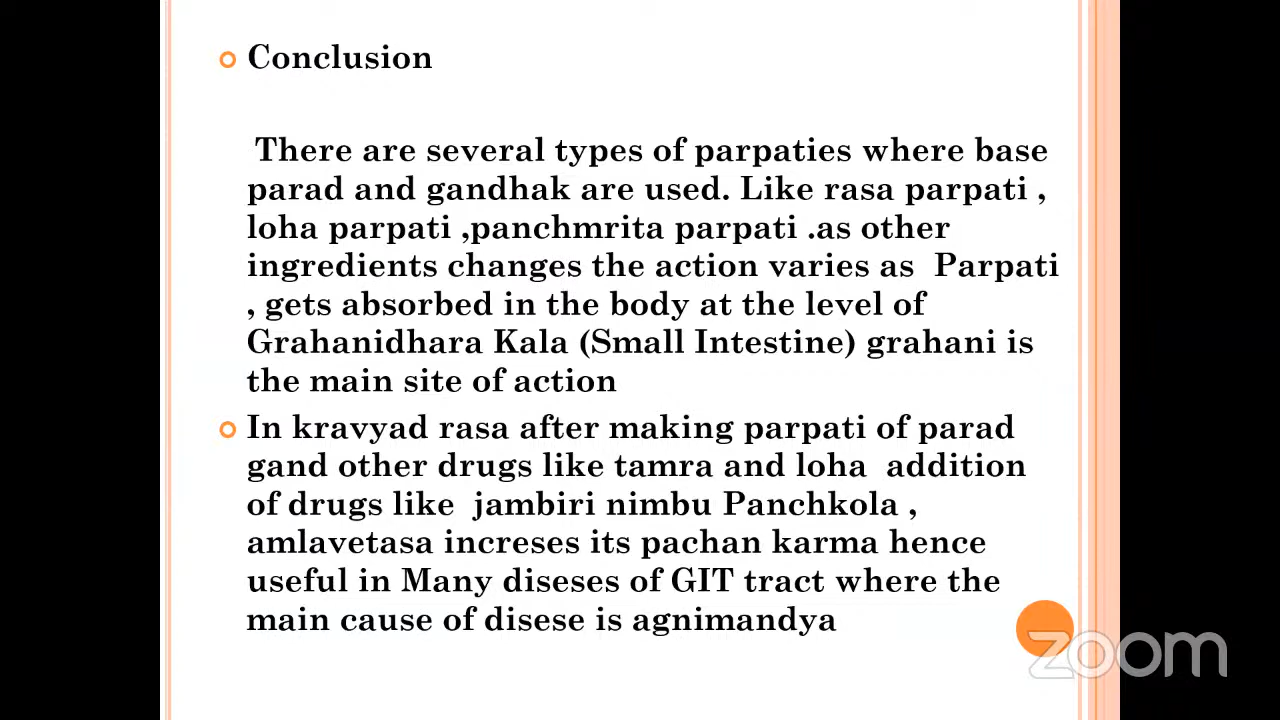 Conclusion
There are several types of parpaties where base
parad and gandhak are used. Like rasa parpati ,
loha parpati ,panchmrita parpati .as other
ingredients changes the action varies as Parpati
, gets absorbed in the body at the level of
Grahanidhara Kala (Small Intestine) grahani is
the main site of action
In kravyad rasa after making parpati of parad
gand other drugs like tamra and loha addition
of drugs like jambiri nimbu Panchkola ,
amlavetasa increses its pachan karma hence
useful in Many diseses of GIT tract where the
main cause of disese is agnimandya
zoom